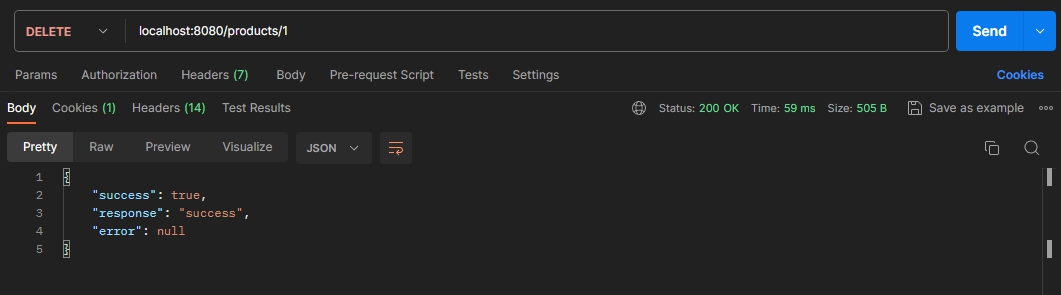 DELETE localhost:8080/products/1 Send
Params Authorization Headers (7) Body Pre-request Script Tests Settings Cookies
Body Cookies (1) Headers (14) Test Results Status: 200 OK Time: 59 ms Size: 505 B Save as example
Pretty Raw Preview Visualize JSON
1 {
2 "success": true,
3 "response": "success",
4 "error": null
5 }